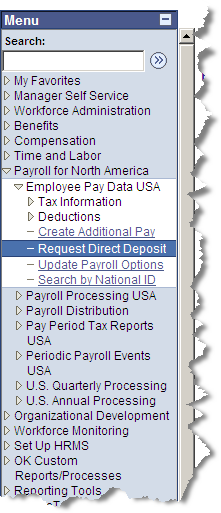 Menu
Search:
My Favorites
Manager Self Service
Workforce Administration
Benefits
Compensation
Time and Labor
Payroll for North America
Employee Pay Data USA
Tax Information
Deductions
Create Additional Pay
Request Direct Deposit
Update Payroll Options
Search by National ID
Payroll Processing USA
Payroll Distribution
Pay Period Tax Reports
USA
Periodic Payroll Events
USA
U.S. Quarterly Processing
U.S. Annual Processing
Organizational Development
Workforce Monitoring
Set Up HRMS
OK Custom
Reports/Processes
Reporting Tools